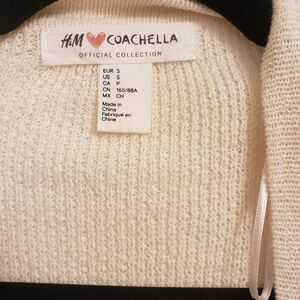 H&M COACHELLA
OFFICIAL COLLECTION
EUR S
US S
CA P
CN 165/88A
MX CH
Made in
China
Fabriqué en
Chine